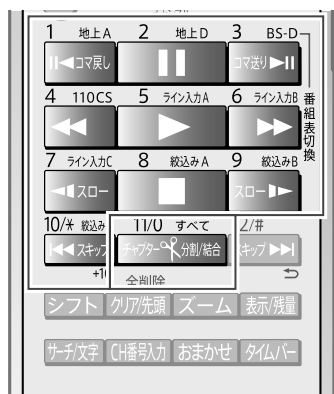 1 地上A 2 地上D 3 BS-D
コマ戻し コマ送り
4 110CS 5 ライン入力A 6 ライン入力B
番組表切換
7 ライン入力C 8 絞込みA 9 絞込みB
スロー スロー
10/* 絞込み 11/0 すべて 2/#
スキップ チャプター 分割/結合 キップ
+10 全削除
シフト クリア/先頭 ズーム 表示/残量
サーチ/文字 CH番号入力 おまかせ タイムバー